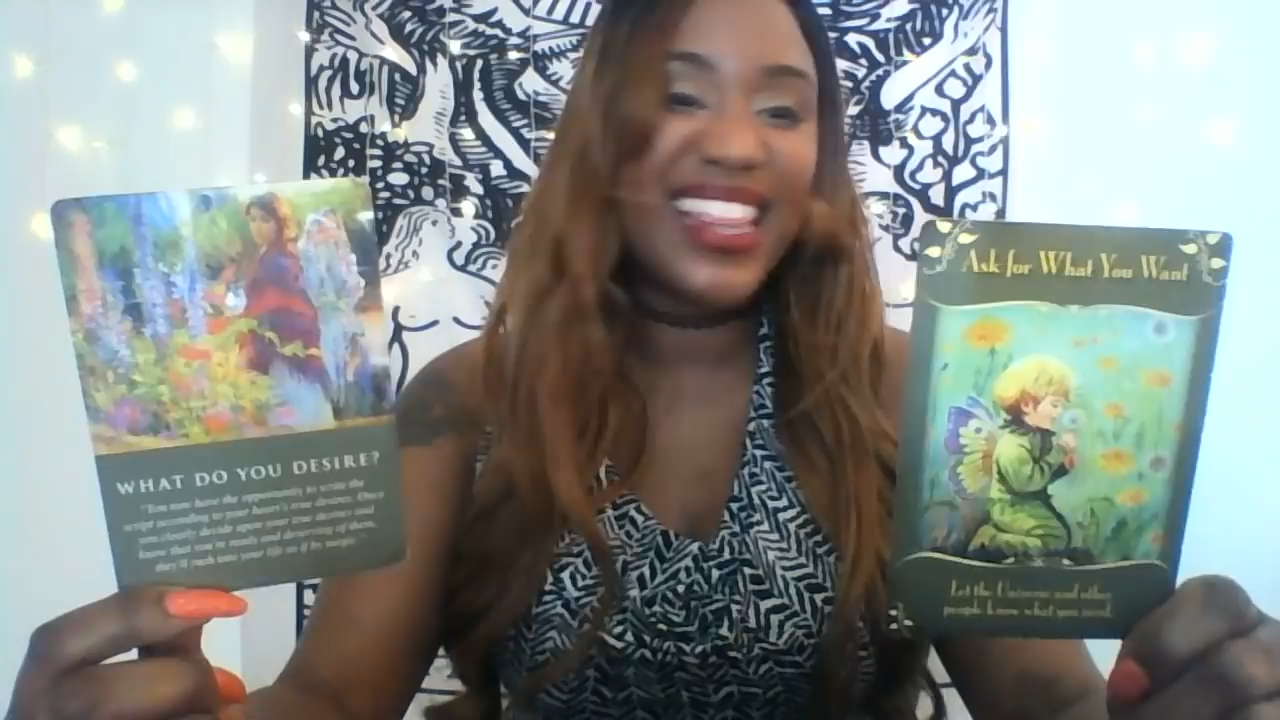 WHAT DO YOU DESIRE?
"You now have the opportunity to write the
script according to your heart's true desires. Once
you clearly decide upon your true desires and
know that you're ready and deserving of them,
they'll rush into your life as if by magic."
Ask for What You Want
Let the Universe and other
people know what you need.